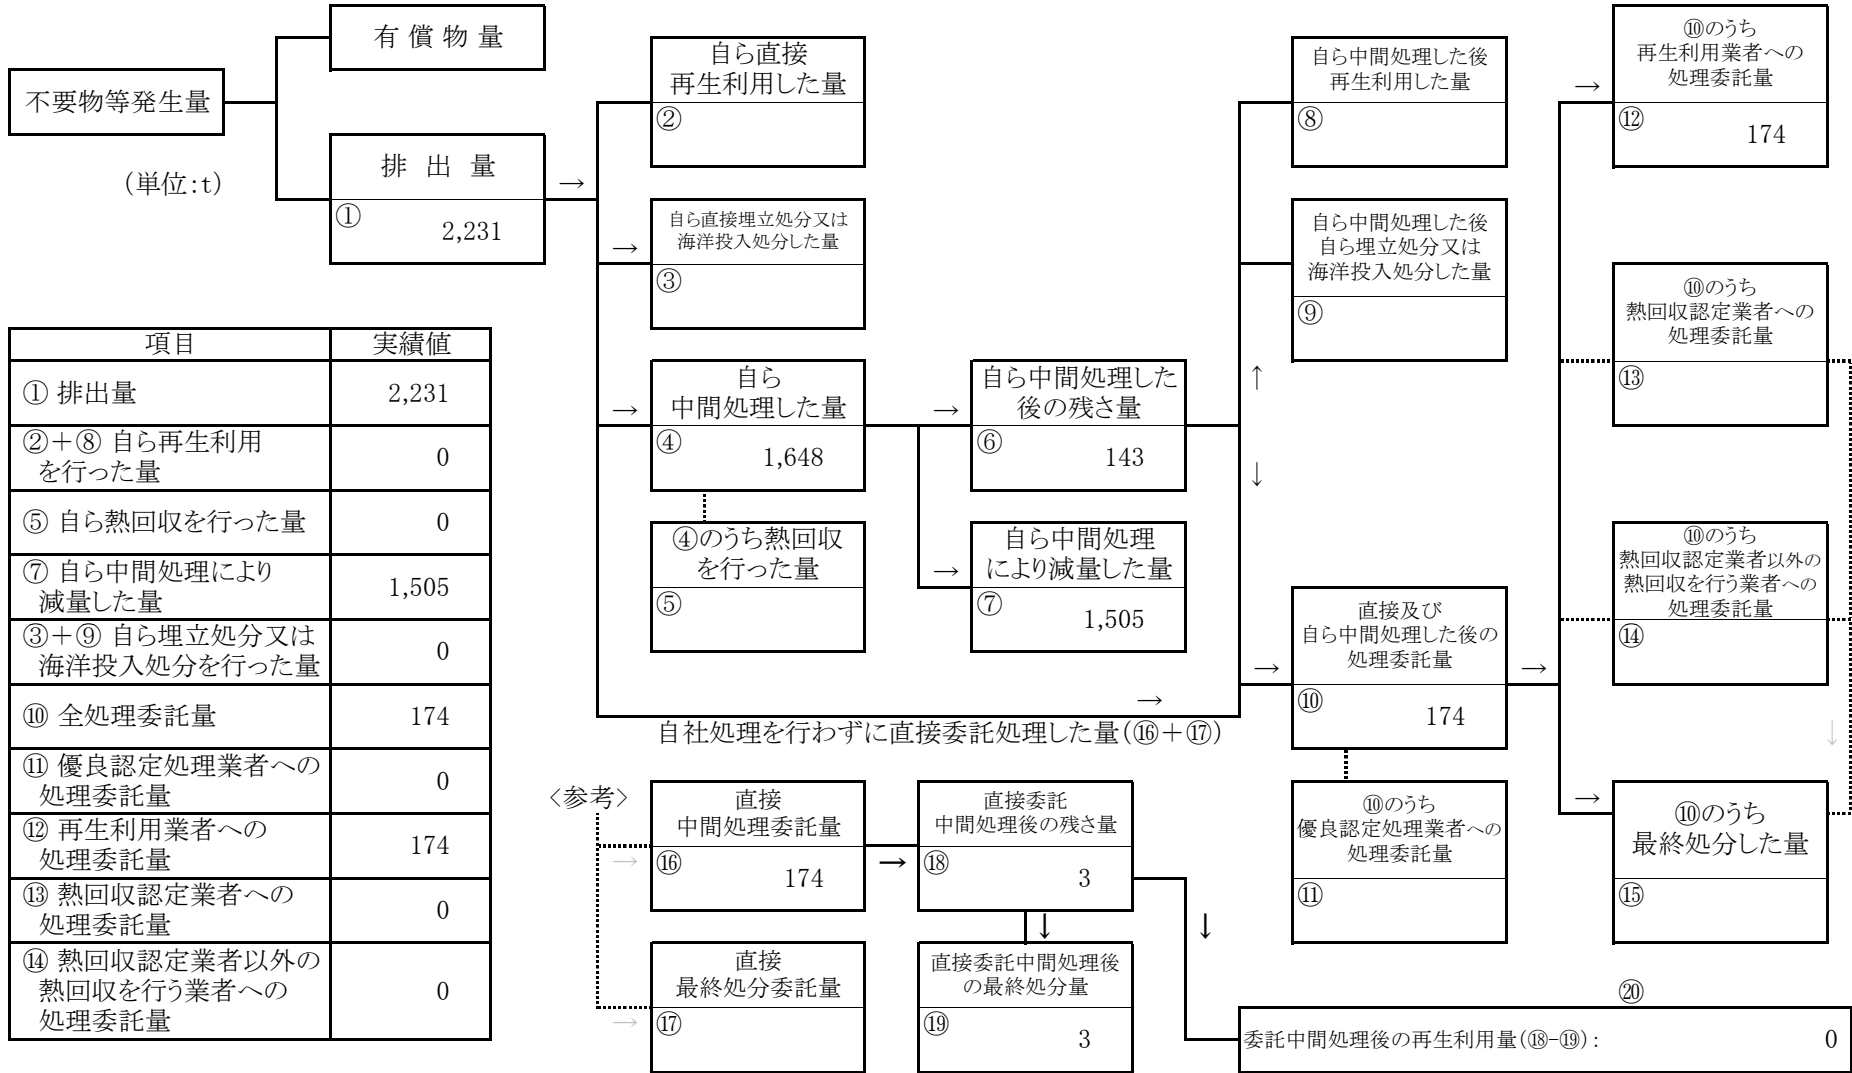 有 償 物 量
不要物等発生量
排 出 量
①
2,231
(単位:t)
→
自ら直接
再生利用した量
②
→
自ら直接埋立処分又は
海洋投入処分した量
③
→
自ら
中間処理した量
④
1,648
④のうち熱回収
を行った量
⑤
→
自ら中間処理した
後の残さ量
⑥
143
→
自ら中間処理
により減量した量
⑦
1,505
↑
↓
自ら中間処理した後
再生利用した量
⑧
自ら中間処理した後
自ら埋立処分又は
海洋投入処分した量
⑨
→
自社処理を行わずに直接委託処理した量(⑯+⑰)
→
直接及び
自ら中間処理した後の
処理委託量
⑩
174
⑩のうち
優良認定処理業者への
処理委託量
⑪
→
→
⑩のうち
再生利用業者への
処理委託量
⑫
174
⑩のうち
熱回収認定業者への
処理委託量
⑬
⑩のうち
熱回収認定業者以外の
熱回収を行う業者への
処理委託量
⑭
↓
→
⑩のうち
最終処分した量
⑮
項目 実績値
① 排出量 2,231
②+⑧ 自ら再生利用
を行った量 0
⑤ 自ら熱回収を行った量 0
⑦ 自ら中間処理により
減量した量 1,505
③+⑨ 自ら埋立処分又は
海洋投入処分を行った量 0
⑩ 全処理委託量 174
⑪ 優良認定処理業者への
処理委託量 0
⑫ 再生利用業者への
処理委託量 174
⑬ 熱回収認定業者への
処理委託量 0
⑭ 熱回収認定業者以外の
熱回収を行う業者への
処理委託量 0
<参考>
→
直接
中間処理委託量
⑯
174
→
直接委託
中間処理後の残さ量
⑱
3
↓
↓
→
直接
最終処分委託量
⑰
直接委託中間処理後
の最終処分量
⑲
3
⑳
委託中間処理後の再生利用量(⑱-⑲): 0